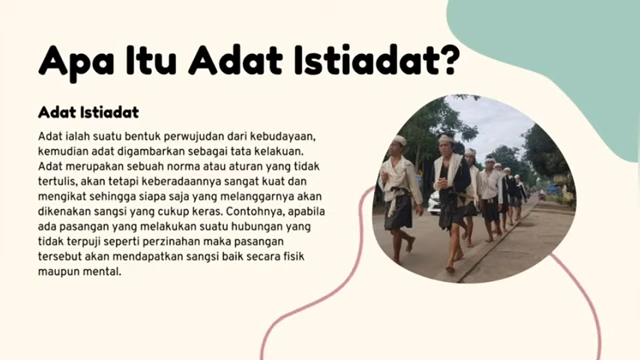 Apa Itu Adat Istiadat?
Adat Istiadat
Adat ialah suatu bentuk perwujudan dari kebudayaan,
kemudian adat digambarkan sebagai tata kelakuan.
Adat merupakan sebuah norma atau aturan yang tidak
tertulis, akan tetapi keberadaannya sangat kuat dan
mengikat sehingga siapa saja yang melanggarnya akan
dikenakan sangsi yang cukup keras. Contohnya, apabila
ada pasangan yang melakukan suatu hubungan yang
tidak terpuji seperti perzinahan maka pasangan
tersebut akan mendapatkan sangsi baik secara fisik
maupun mental.